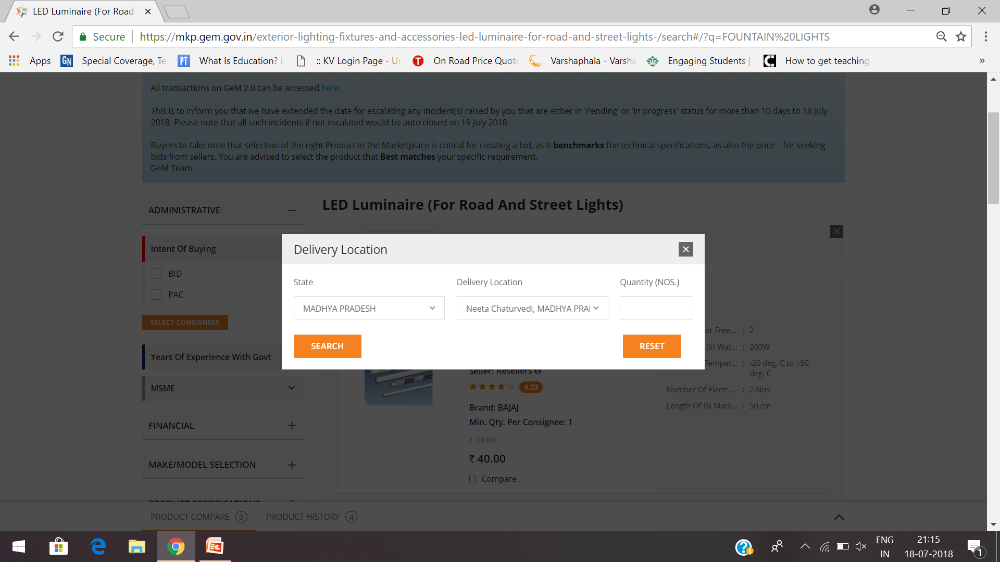 LED Luminaire (For Road
Secure
https://mkp.gem.gov.in/exterior-lighting-fixtures-and-accessories-led-luminaire-for-road-and-street-lights-/search#/?q=FOUNTAIN%20LIGHTS
Apps
GN Special Coverage, Te
PT What Is Education? I
:: KV Login Page - Ur
T On Road Price Quote
Varshaphala - Varsha
Engaging Students |
How to get teaching
»
All transactions on GeM 2.0 can be accessed here.
This is to inform you that we have extended the date for escalating any incident(s) raised by you that are either in 'Pending' or 'In progress' status for more than 10 days to 18 July
2018. Please note that all such incidents if not escalated would be auto closed on 19 July 2018.
Buyers to take note that selection of the right Product in the Marketplace is critical for creating a bid, as it benchmarks the technical specifications, as also the price – for seeking
bids from sellers. You are advised to select the product that Best matches your specific requirement.
GeM Team
ADMINISTRATIVE
Intent Of Buying
BID
PAC
SELECT CONSIGNEES
Years Of Experience With Govt
MSME
FINANCIAL
MAKE/MODEL SELECTION
PRODUCT SPECIFICATIONS
LED Luminaire (For Road And Street Lights)
Delivery Location
State
Delivery Location
Quantity (NOS.)
MADHYA PRADESH
Neeta Chaturvedi, MADHYA PRAI
SEARCH
RESET
Seller: Resellers
4.23
Brand: BAJAJ
Min. Qty. Per Consignee: 1
₹ 48.00
₹ 40.00
Compare
or Free... : 2
(In Wat... : 200W
Temper... : -20 deg. C to +50
deg. C
Number Of Electr... : 2 Nos.
Length Of ISI Mark... : 50 cm
PRODUCT COMPARE 0
PRODUCT HISTORY 4
ENG
IN
21:15
18-07-2018
1